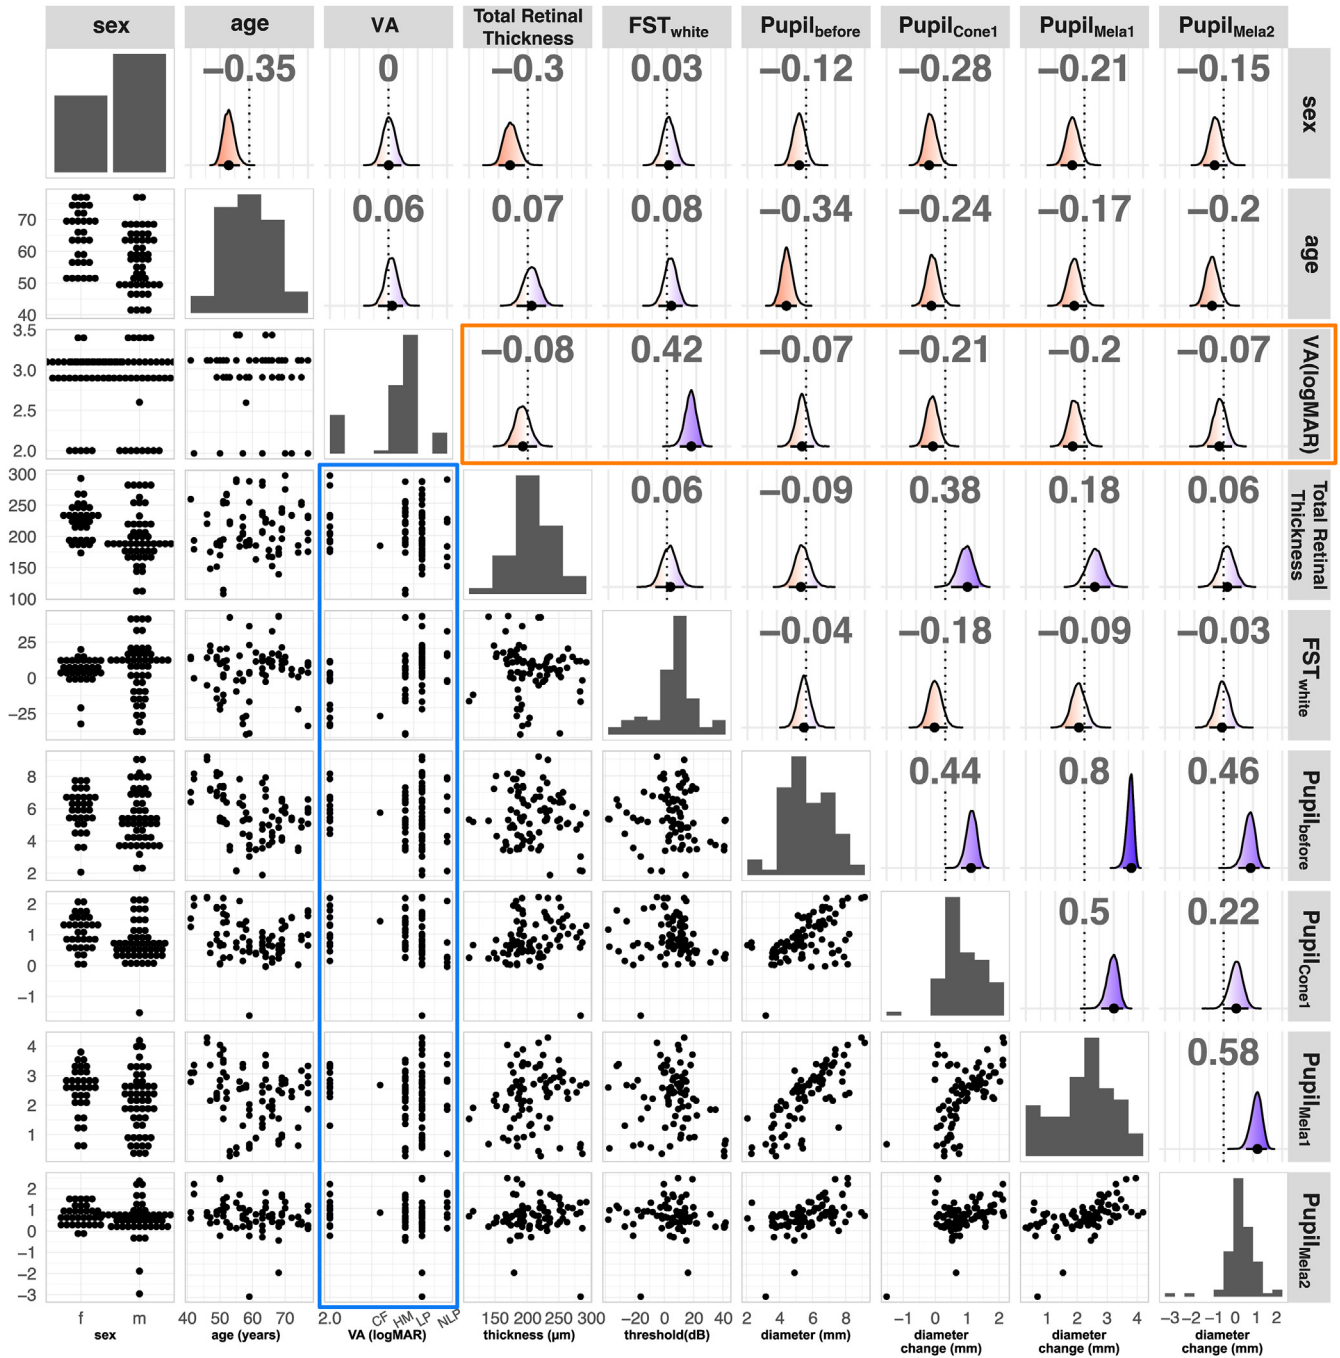 sex age VA Total Retinal Thickness FSTwhite Pupilbefore PupilCone1 PupilMela1 PupilMela2
−0.35 0 −0.3 0.03 −0.12 −0.28 −0.21 −0.15 sex
70 60 50 40
0.06 0.07 0.08 −0.34 −0.24 −0.17 −0.2 age
3.5 3.0 2.5 2.0
−0.08 0.42 −0.07 −0.21 −0.2 −0.07 VA(logMAR)
300 250 200 150 100
0.06 −0.09 0.38 0.18 0.06 Total Retinal Thickness
25 0 −25
−0.04 −0.18 −0.09 −0.03 FSTwhite
8 6 4 2
0.44 0.8 0.46 Pupilbefore
2 1 0 −1
0.5 0.22 PupilCone1
4 3 2 1
0.58 PupilMela1
2 1 0 −1 −2 −3
PupilMela2
f m
sex
40 50 60 70
age (years)
2.0 CF HM LP NLP
VA (logMAR)
150 200 250 300
thickness (µm)
−20 0 20 40
threshold(dB)
2 4 6 8
diameter (mm)
−1 0 1 2
diameter
change (mm)
1 2 3 4
diameter
change (mm)
−3 −2 −1 0 1 2
diameter
change (mm)